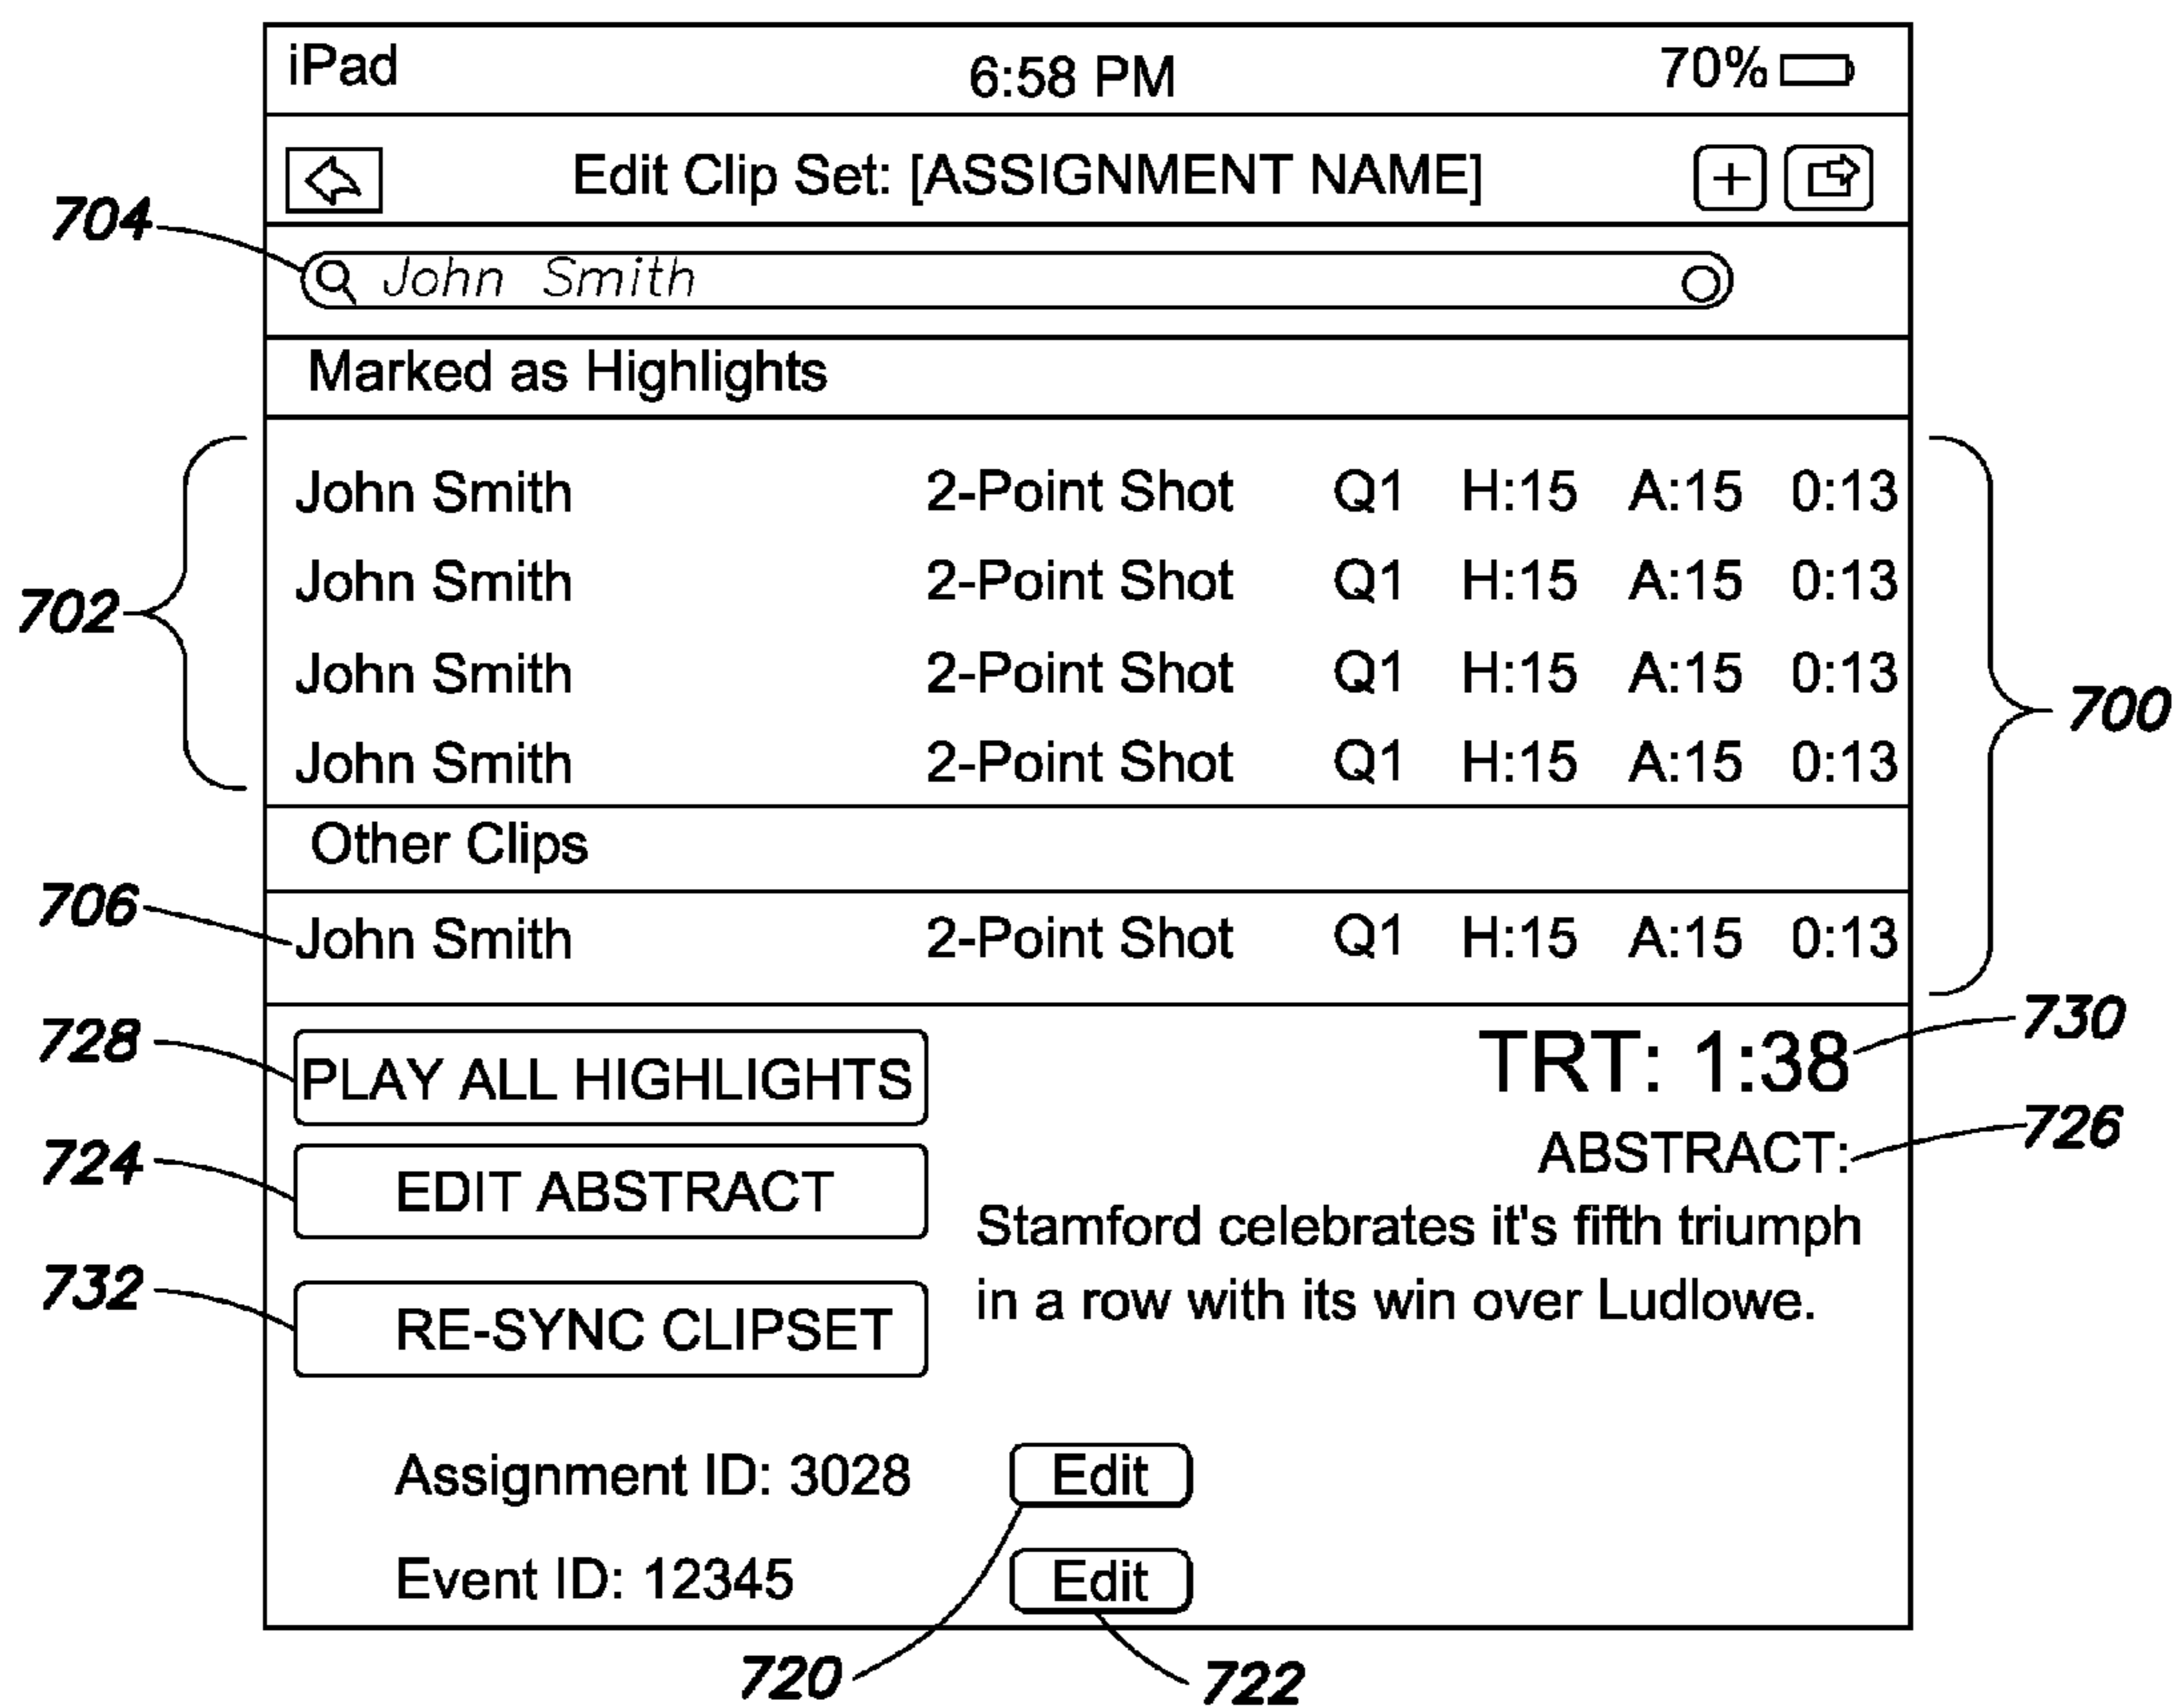 iPad 6:58 PM 70%
Edit Clip Set: [ASSIGNMENT NAME] +
704
John Smith
Marked as Highlights
John Smith 2-Point Shot Q1 H:15 A:15 0:13
John Smith 2-Point Shot Q1 H:15 A:15 0:13
702
John Smith 2-Point Shot Q1 H:15 A:15 0:13
700
John Smith 2-Point Shot Q1 H:15 A:15 0:13
Other Clips
706
John Smith 2-Point Shot Q1 H:15 A:15 0:13
728
PLAY ALL HIGHLIGHTS
TRT: 1:38
730
ABSTRACT:
726
724
EDIT ABSTRACT
Stamford celebrates it's fifth triumph
in a row with its win over Ludlowe.
732
RE-SYNC CLIPSET
Assignment ID: 3028 Edit
Event ID: 12345 Edit
720
722